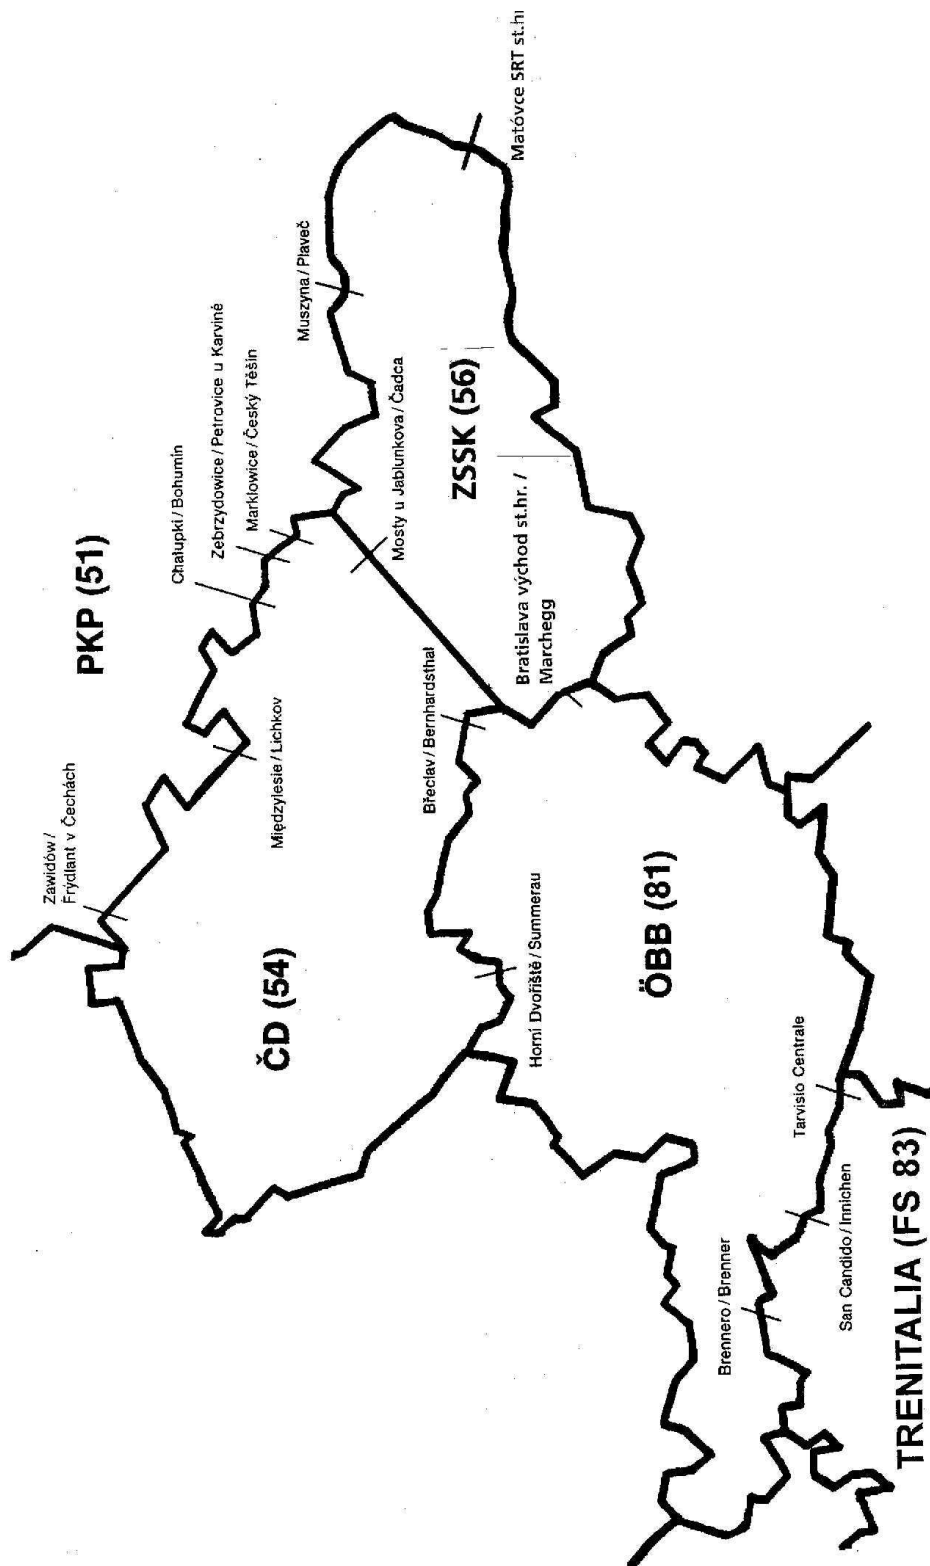 PKP (51)
Zawidów /
Frýdlant v Čechách
Międzylesie / Lichkov
Chałupki / Bohumín
Zebrzydowice / Petrovice u Karviné
Marklowice / Český Těšín
Muszyna / Plaveč
ČD (54)
Mosty u Jablunkova / Čadca
ZSSK (56)
Matóvce ŠRT st.hr
Břeclav / Bernhardsthal
Bratislava východ st.hr. /
Marchegg
Horní Dvořiště / Summerau
ÖBB (81)
Brennero / Brenner
San Candido / Innichen
Tarvisio Centrale
TRENITALIA (FS 83)